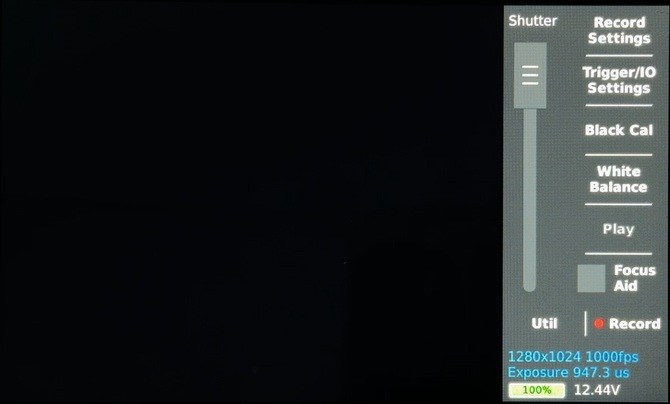 Shutter
Record
Settings
Trigger/IO
Settings
Black Cal
White
Balance
Play
Focus
Aid
Util
Record
1280x1024 1000fps
Exposure 947.3 us
100% 12.44V